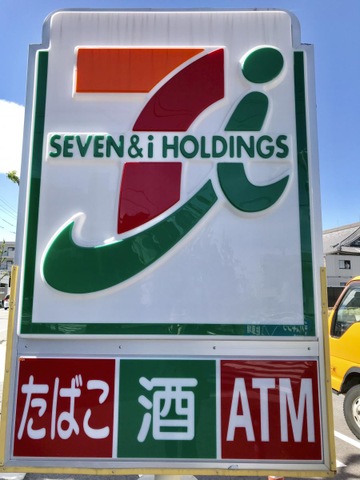 SEVEN&i HOLDINGS
たばこ 酒 ATM